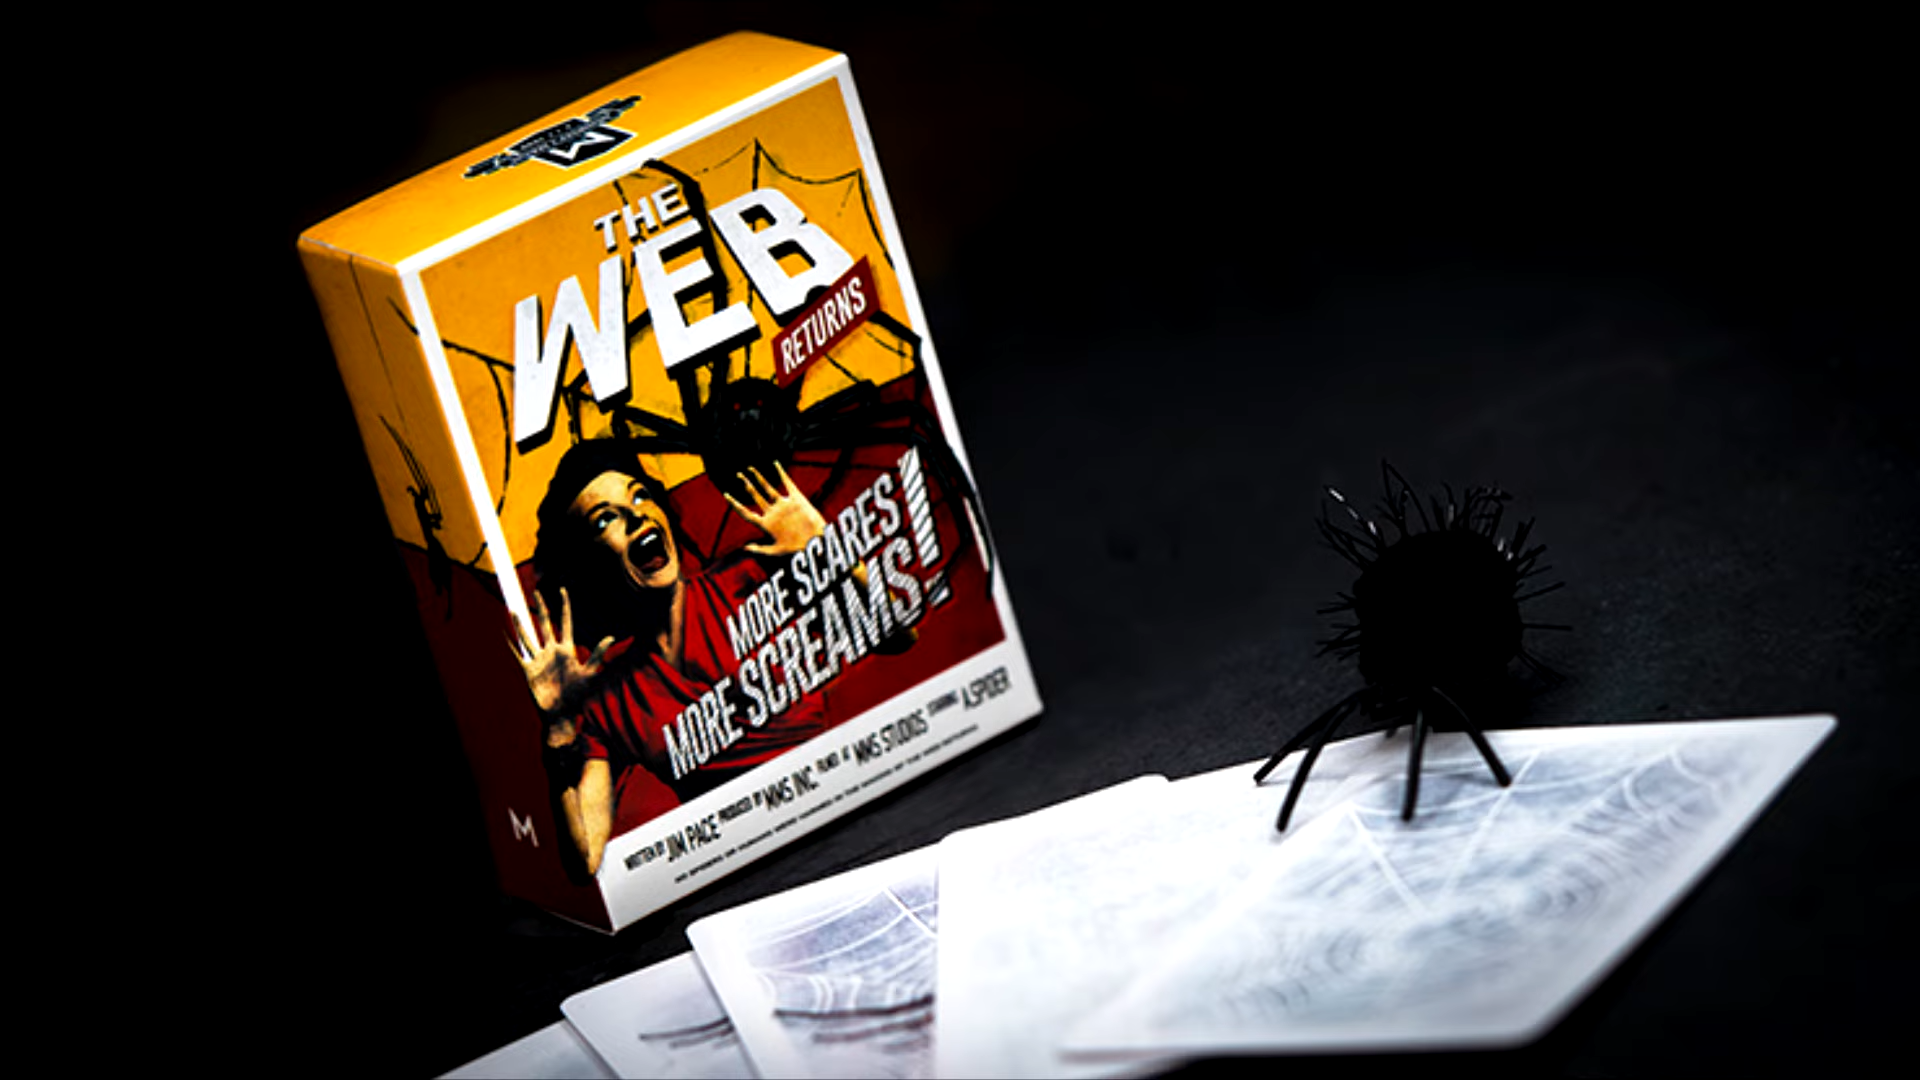 THE
WEB
RETURNS
MORE SCARES
MORE SCREAMS!
WRITTEN BY JIM PACE PRODUCED BY MMS INC FILMED AT MMS STUDIOS STARRING A.SPIDER
M
M